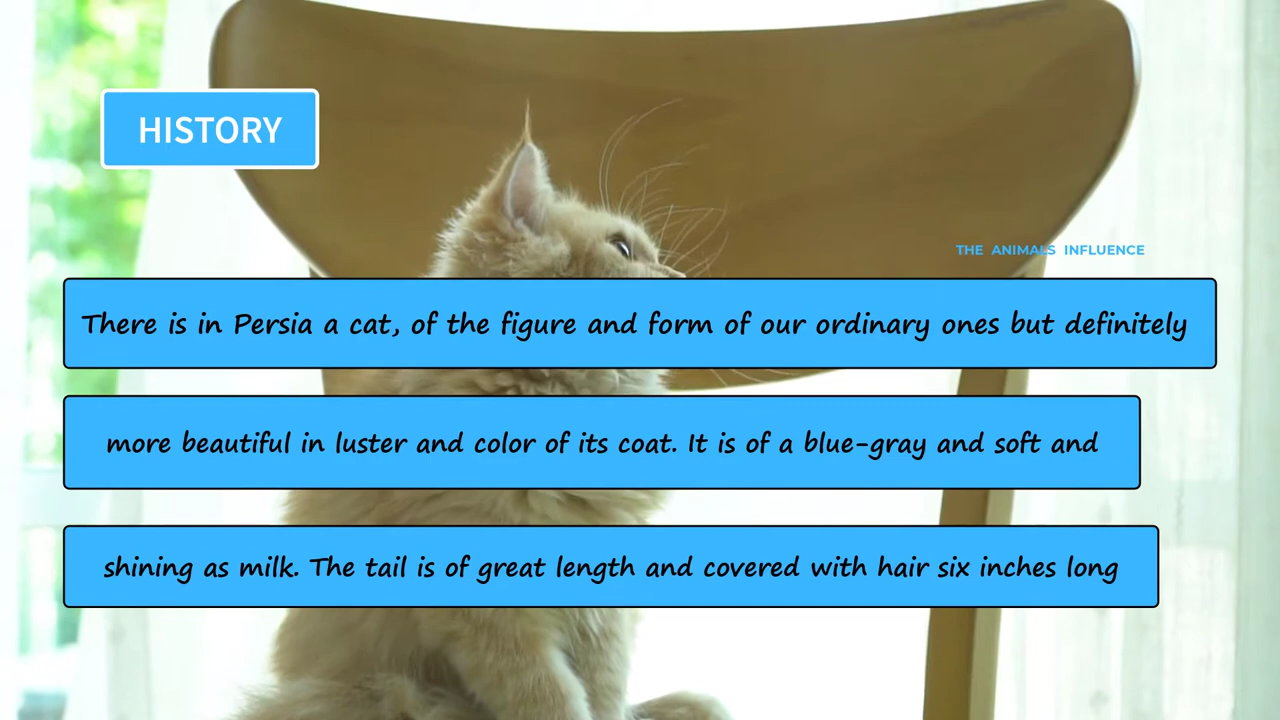 HISTORY
THE ANIMALS INFLUENCE
There is in Persia a cat, of the figure and form of our ordinary ones but definitely
more beautiful in luster and color of its coat. It is of a blue-gray and soft and
shining as milk. The tail is of great length and covered with hair six inches long